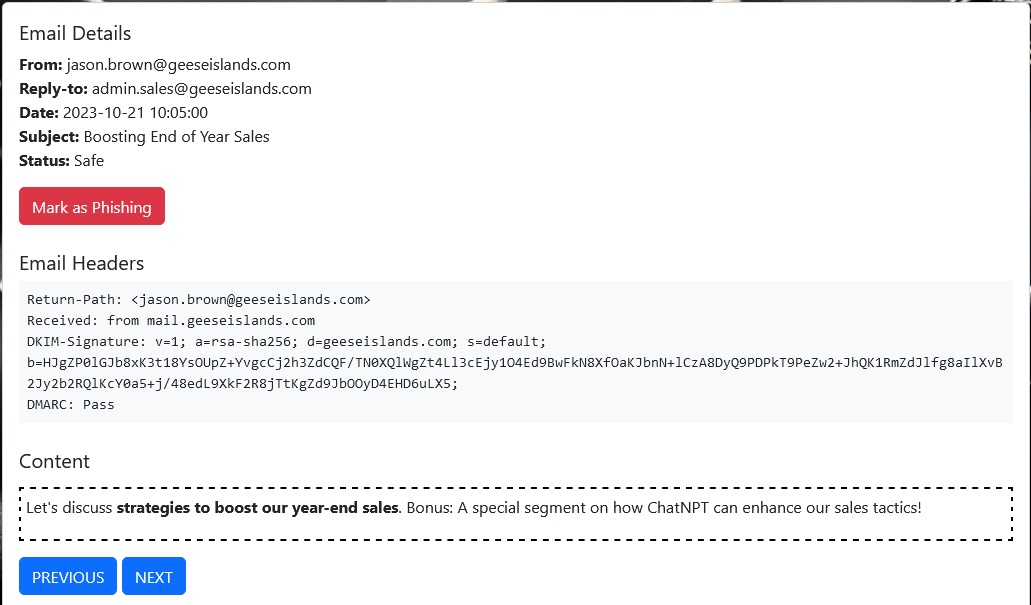 Email Details
From: jason.brown@geeseislands.com
Reply-to: admin.sales@geeseislands.com
Date: 2023-10-21 10:05:00
Subject: Boosting End of Year Sales
Status: Safe
Mark as Phishing
Email Headers
Return-Path: <jason.brown@geeseislands.com>
Received: from mail.geeseislands.com
DKIM-Signature: v=1; a=rsa-sha256; d=geeseislands.com; s=default;
b=HJgZP0lGJb8xK3t18YsOUpZ+YvgcCj2h3ZdCQF/TN0XQlWgZt4Ll3cEjy1O4Ed9BwFkN8XfOaKJbnN+lCzA8DyQ9PDPkT9PeZw2+JhQK1RmZdJlfg8aIlXvB
2Jy2b2RQlKcY0a5+j/48edL9XkF2R8jTtKgZd9JbOOyD4EHD6uLX5;
DMARC: Pass
Content
Let's discuss strategies to boost our year-end sales. Bonus: A special segment on how ChatNPT can enhance our sales tactics!
PREVIOUS NEXT